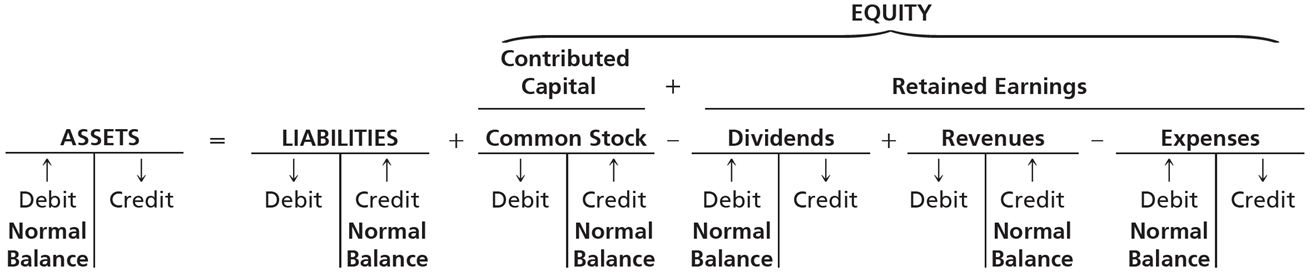 EQUITY
Contributed
Capital + Retained Earnings
ASSETS = LIABILITIES + Common Stock – Dividends + Revenues – Expenses
↑ ↓ ↓ ↑ ↓ ↑ ↑ ↓ ↓ ↑ ↑ ↓
Debit Credit Debit Credit Debit Credit Debit Credit Debit Credit Debit Credit
Normal Normal Normal Normal Normal Normal
Balance Balance Balance Balance Balance Balance